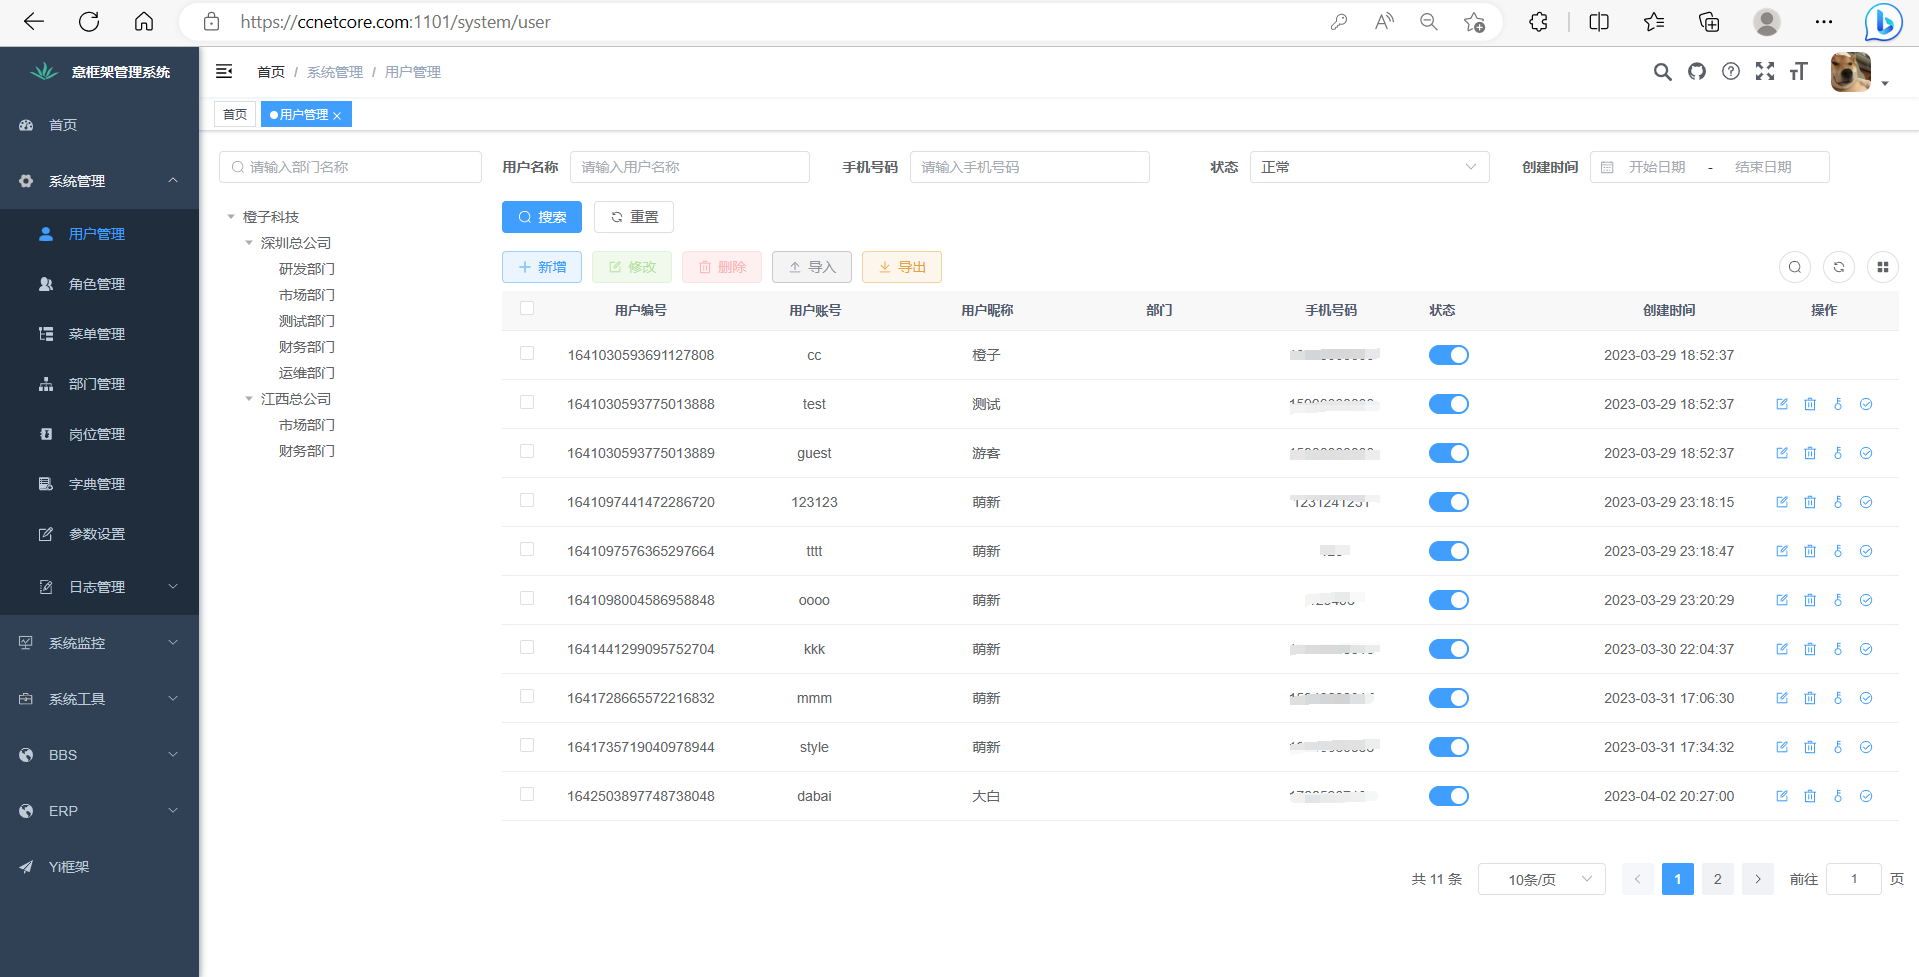 https://ccnetcore.com:1101/system/user
意框架管理系统
首页 / 系统管理 / 用户管理
首页
用户管理
首页
系统管理
用户管理
角色管理
菜单管理
部门管理
岗位管理
字典管理
参数设置
日志管理
系统监控
系统工具
BBS
ERP
Yi框架
请输入部门名称
橙子科技
深圳总公司
研发部门
市场部门
测试部门
财务部门
运维部门
江西总公司
市场部门
财务部门
用户名称 请输入用户名称 手机号码 请输入手机号码 状态 正常 创建时间 开始日期 - 结束日期
搜索 重置
新增 修改 删除 导入 导出
用户编号 用户账号 用户昵称 部门 手机号码 状态 创建时间 操作
1641030593691127808 cc 橙子 2023-03-29 18:52:37
1641030593775013888 test 测试 2023-03-29 18:52:37
1641030593775013889 guest 游客 2023-03-29 18:52:37
1641097441472286720 123123 萌新 2023-03-29 23:18:15
1641097576365297664 tttt 萌新 2023-03-29 23:18:47
1641098004586958848 oooo 萌新 2023-03-29 23:20:29
1641441299095752704 kkk 萌新 2023-03-30 22:04:37
1641728665572216832 mmm 萌新 2023-03-31 17:06:30
1641735719040978944 style 萌新 2023-03-31 17:34:32
1642503897748738048 dabai 大白 2023-04-02 20:27:00
共 11 条 10条/页 1 2 前往 1 页